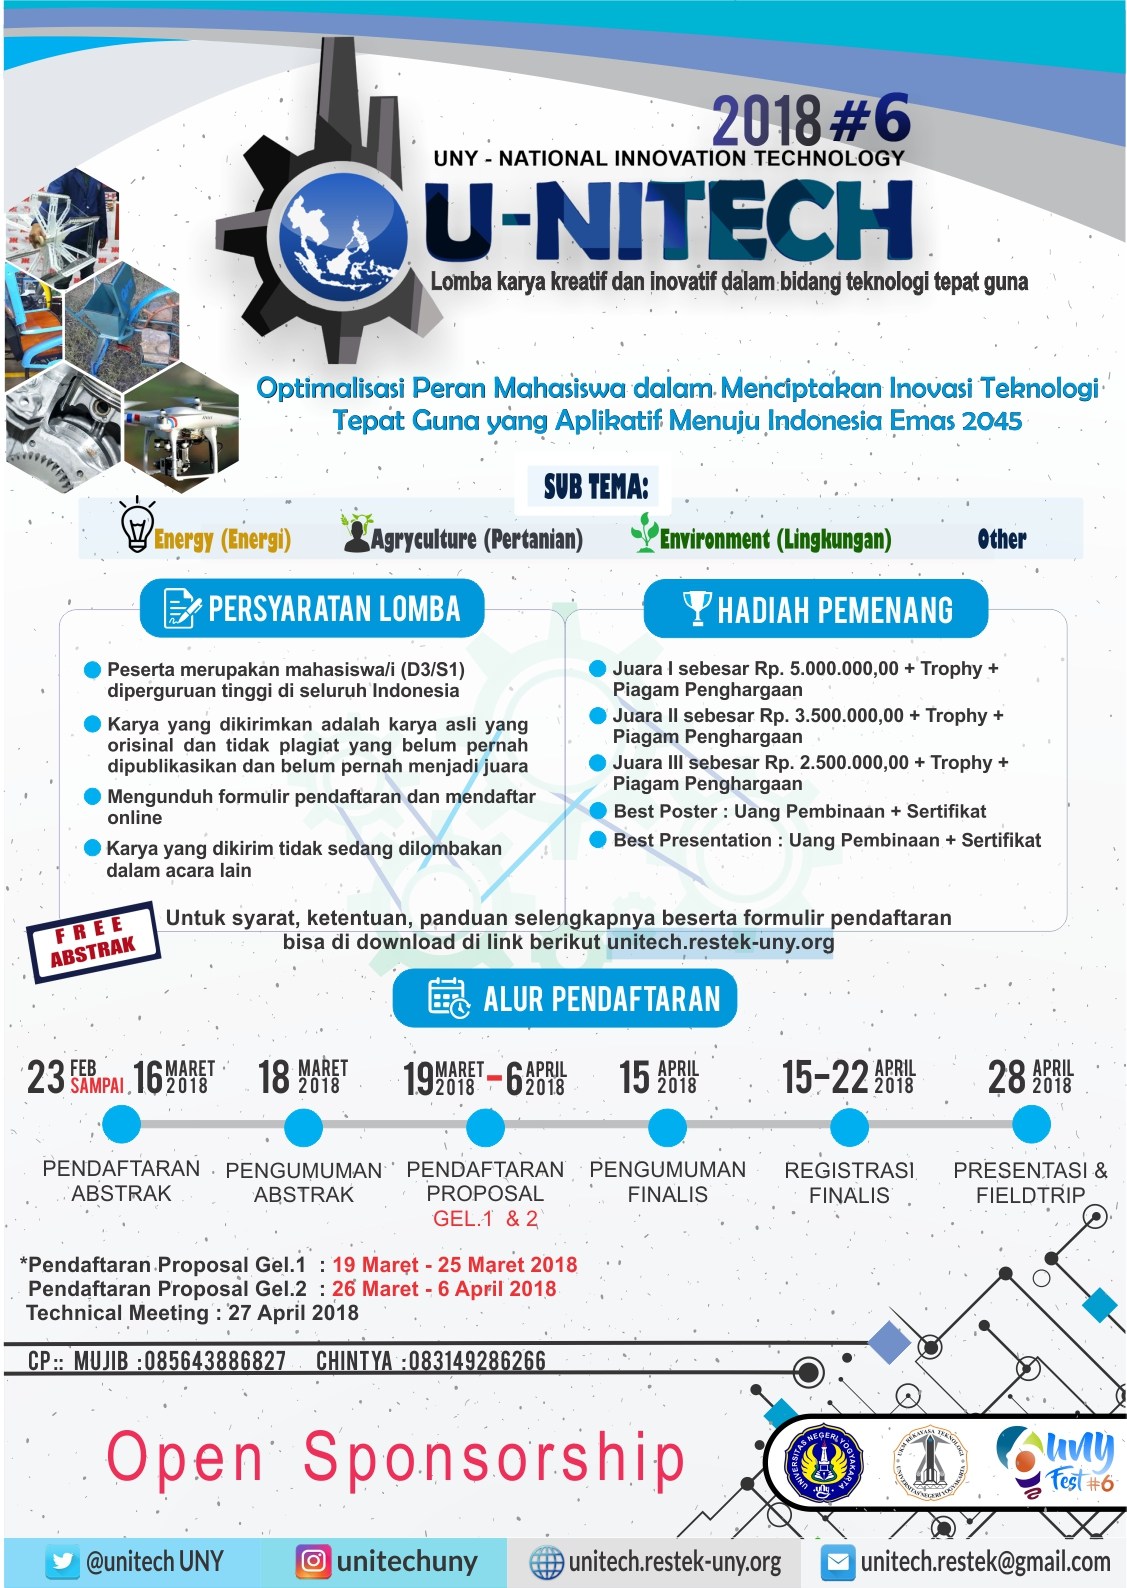 2018 #6
UNY - NATIONAL INNOVATION TECHNOLOGY
U-NITECH
Lomba karya kreatif dan inovatif dalam bidang teknologi tepat guna
Optimalisasi Peran Mahasiswa dalam Menciptakan Inovasi Teknologi
Tepat Guna yang Aplikatif Menuju Indonesia Emas 2045
SUB TEMA:
Energy (Energi) Agryculture (Pertanian) Environment (Lingkungan) Other
PERSYARATAN LOMBA
Peserta merupakan mahasiswa/i (D3/S1)
diperguruan tinggi di seluruh Indonesia
Karya yang dikirimkan adalah karya asli yang
orisinal dan tidak plagiat yang belum pernah
dipublikasikan dan belum pernah menjadi juara
Mengunduh formulir pendaftaran dan mendaftar
online
Karya yang dikirim tidak sedang dilombakan
dalam acara lain
HADIAH PEMENANG
Juara I sebesar Rp. 5.000.000,00 + Trophy +
Piagam Penghargaan
Juara II sebesar Rp. 3.500.000,00 + Trophy +
Piagam Penghargaan
Juara III sebesar Rp. 2.500.000,00 + Trophy +
Piagam Penghargaan
Best Poster : Uang Pembinaan + Sertifikat
Best Presentation : Uang Pembinaan + Sertifikat
FREE
ABSTRAK
Untuk syarat, ketentuan, panduan selengkapnya beserta formulir pendaftaran
bisa di download di link berikut unitech.restek-uny.org
ALUR PENDAFTARAN
23 FEB SAMPAI 16 MARET 2018
PENDAFTARAN
ABSTRAK
18 MARET 2018
PENGUMUMAN
ABSTRAK
19 MARET 2018 - 6 APRIL 2018
PENDAFTARAN
PROPOSAL
GEL.1 & 2
15 APRIL 2018
PENGUMUMAN
FINALIS
15-22 APRIL 2018
REGISTRASI
FINALIS
28 APRIL 2018
PRESENTASI &
FIELDTRIP
*Pendaftaran Proposal Gel.1 : 19 Maret - 25 Maret 2018
Pendaftaran Proposal Gel.2 : 26 Maret - 6 April 2018
Technical Meeting : 27 April 2018
CP:: MUJIB :085643886827 CHINTYA :083149286266
Open Sponsorship
UNIVERSITAS NEGERI YOGYAKARTA
UKM REKAYASA TEKNOLOGI
UNIVERSITAS NEGERI YOGYAKARTA
uny
Fest #6
@unitech UNY
unitechuny
unitech.restek-uny.org
unitech.restek@gmail.com